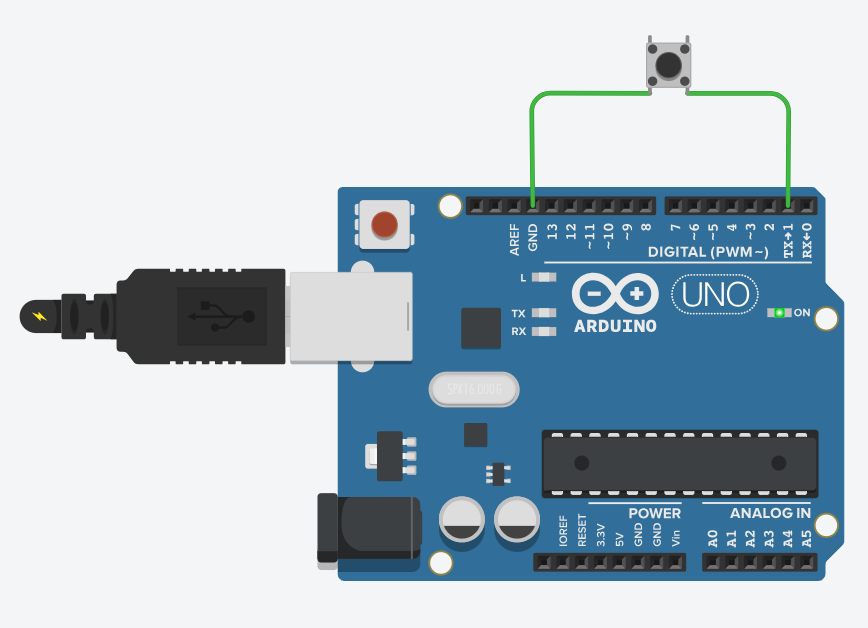 AREF
GND
13
12
~11
~10
~9
8
7
~6
~5
4
~3
2
TX→1
RX←0
DIGITAL (PWM~)
L
TX
RX
ARDUINO
UNO
ON
SPK16.000G
POWER
ANALOG IN
IOREF
RESET
3.3V
5V
GND
GND
Vin
A0
A1
A2
A3
A4
A5